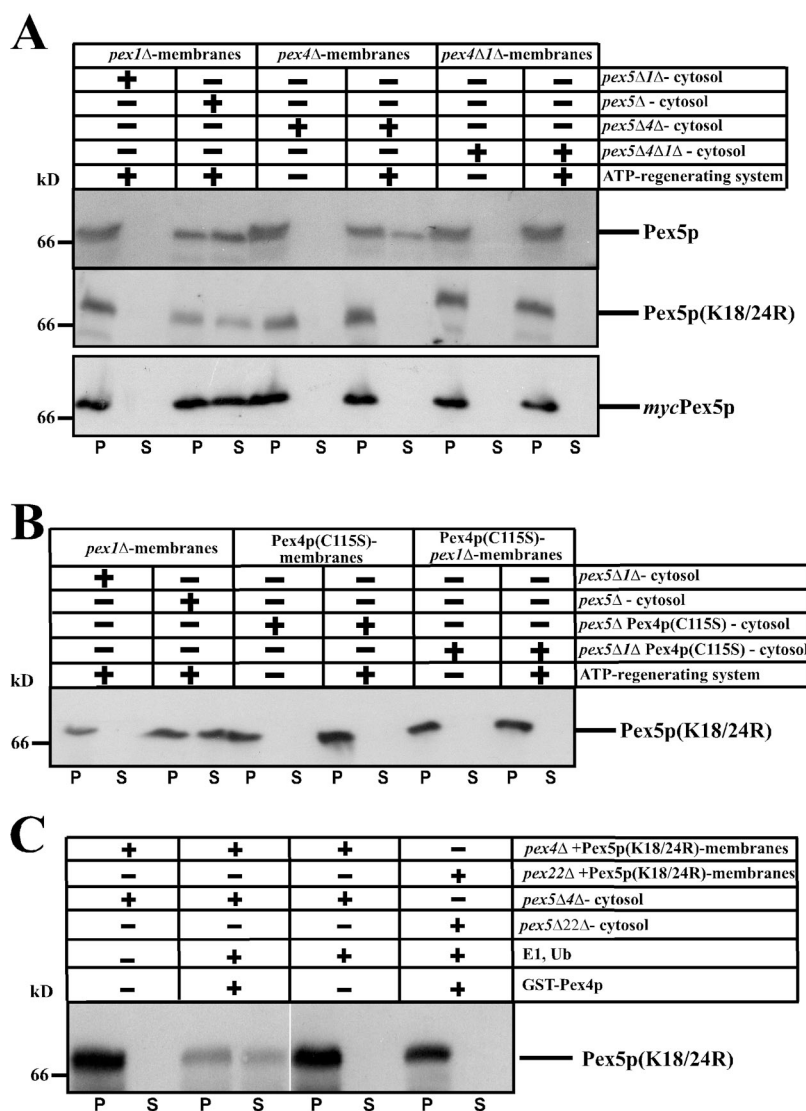 A
pex1Δ-membranes pex4Δ-membranes pex4Δ1Δ-membranes
+ − − − − − pex5Δ1Δ- cytosol
− + − − − − pex5Δ - cytosol
− − + + − − pex5Δ4Δ- cytosol
− − − − + + pex5Δ4Δ1Δ - cytosol
+ + − + − + ATP-regenerating system
kD
66 Pex5p
66 Pex5p(K18/24R)
66 mycPex5p
P S P S P S P S P S P S
B
pex1Δ-membranes Pex4p(C115S)-membranes Pex4p(C115S)-pex1Δ-membranes
+ − − − − − pex5Δ1Δ- cytosol
− + − − − − pex5Δ - cytosol
− − + + − − pex5Δ Pex4p(C115S) - cytosol
− − − − + + pex5Δ1Δ Pex4p(C115S) - cytosol
+ + − + − + ATP-regenerating system
kD
66 Pex5p(K18/24R)
P S P S P S P S P S P S
C
+ + + − pex4Δ +Pex5p(K18/24R)-membranes
− − − + pex22Δ +Pex5p(K18/24R)-membranes
+ + + − pex5Δ4Δ- cytosol
− − − + pex5Δ22Δ- cytosol
− + + + E1, Ub
− + − + GST-Pex4p
kD
66 Pex5p(K18/24R)
P S P S P S P S